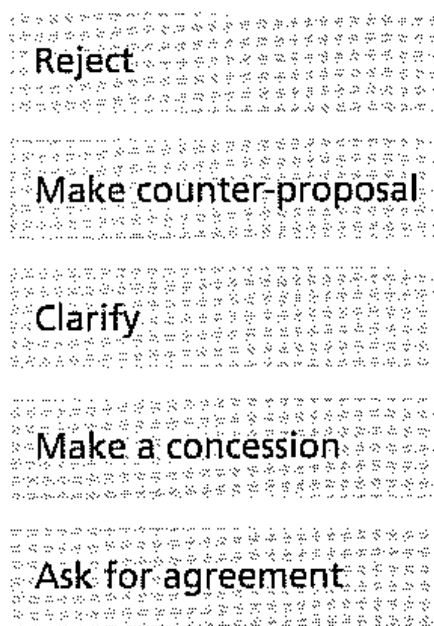 Reject
Make counter-proposal
Clarify
Make a concession
Ask for agreement